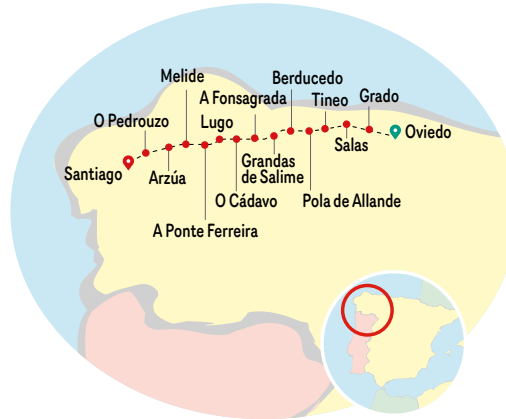 Melide
Berducedo
A Fonsagrada
Tineo
Grado
O Pedrouzo
Lugo
Oviedo
Salas
Santiago
Arzúa
Grandas
de Salime
O Cádavo
Pola de Allande
A Ponte Ferreira